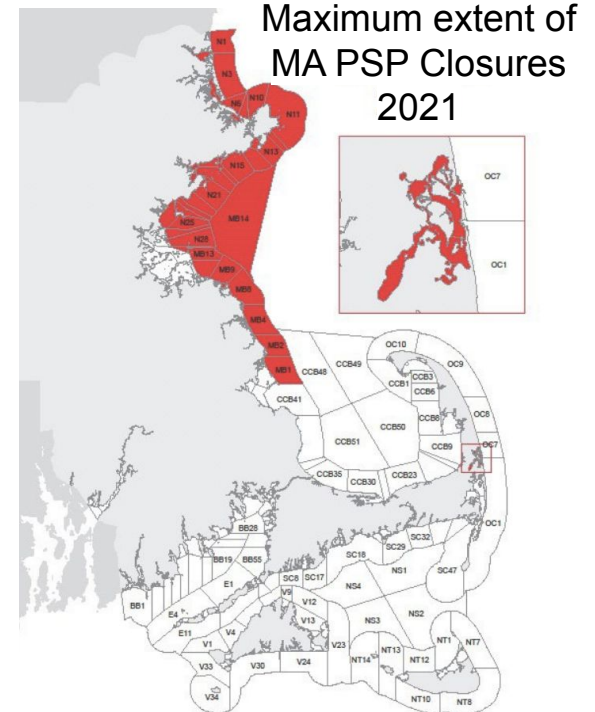 Maximum extent of
MA PSP Closures
2021
N1
N3
N6
N10
N11
N13
N15
N21
MB14
N25
N28
MB13
MB9
MB8
MB4
MB2
MB1
OC7
OC1
CCB48
CCB49
OC10
OC9
CCB1
CCB3
CCB6
CCB41
OC8
CCB8
CCB50
CCB51
CCB9
OC7
CCB35
CCB30
CCB23
OC1
BB28
BB19
BB55
SC32
SC29
SC18
NS1
SC47
SC8
SC17
NS4
E1
V9
V12
BB1
E4
V13
NS3
NS2
E11
V4
V1
V23
NT1
NT7
NT13
NT14
NT12
V33
V30
V24
V34
NT10
NT8